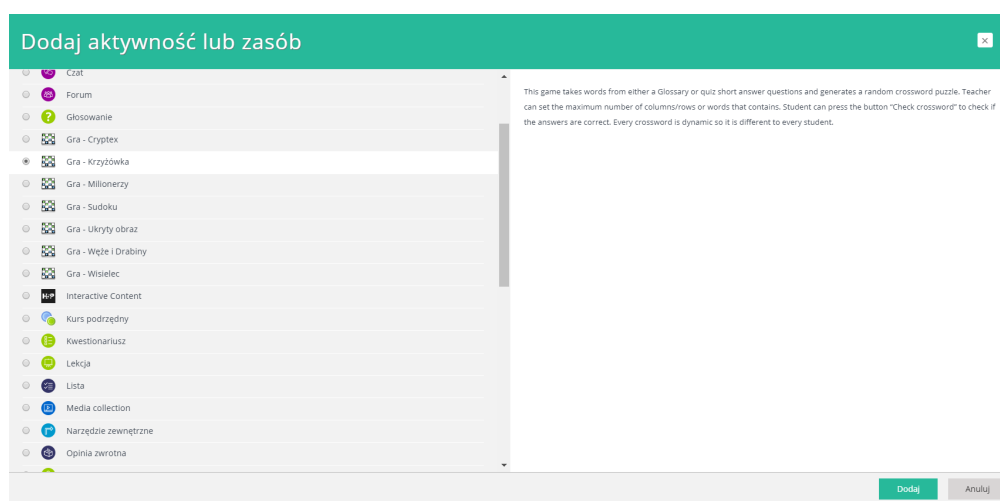 Dodaj aktywność lub zasób
×
Czat
Forum
Głosowanie
Gra - Cryptex
Gra - Krzyżówka
Gra - Milionerzy
Gra - Sudoku
Gra - Ukryty obraz
Gra - Węże i Drabiny
Gra - Wisielec
H-P Interactive Content
Kurs podrzędny
Kwestionariusz
Lekcja
Lista
Media collection
Narzędzie zewnętrzne
Opinia zwrotna
This game takes words from either a Glossary or quiz short answer questions and generates a random crossword puzzle. Teacher
can set the maximum number of columns/rows or words that contains. Student can press the button "Check crossword" to check if
the answers are correct. Every crossword is dynamic so it is different to every student.
Dodaj
Anuluj